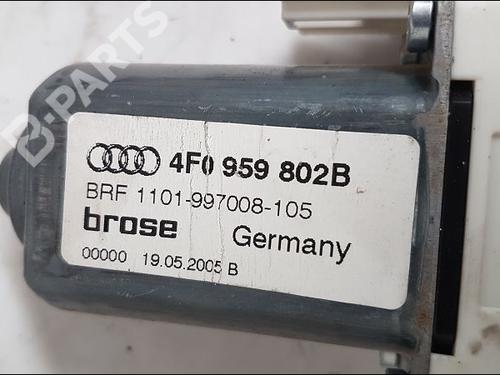 B-PARTS
4F0 959 802B
BRF 1101-997008-105
brose Germany
00000 19.05.2005 B